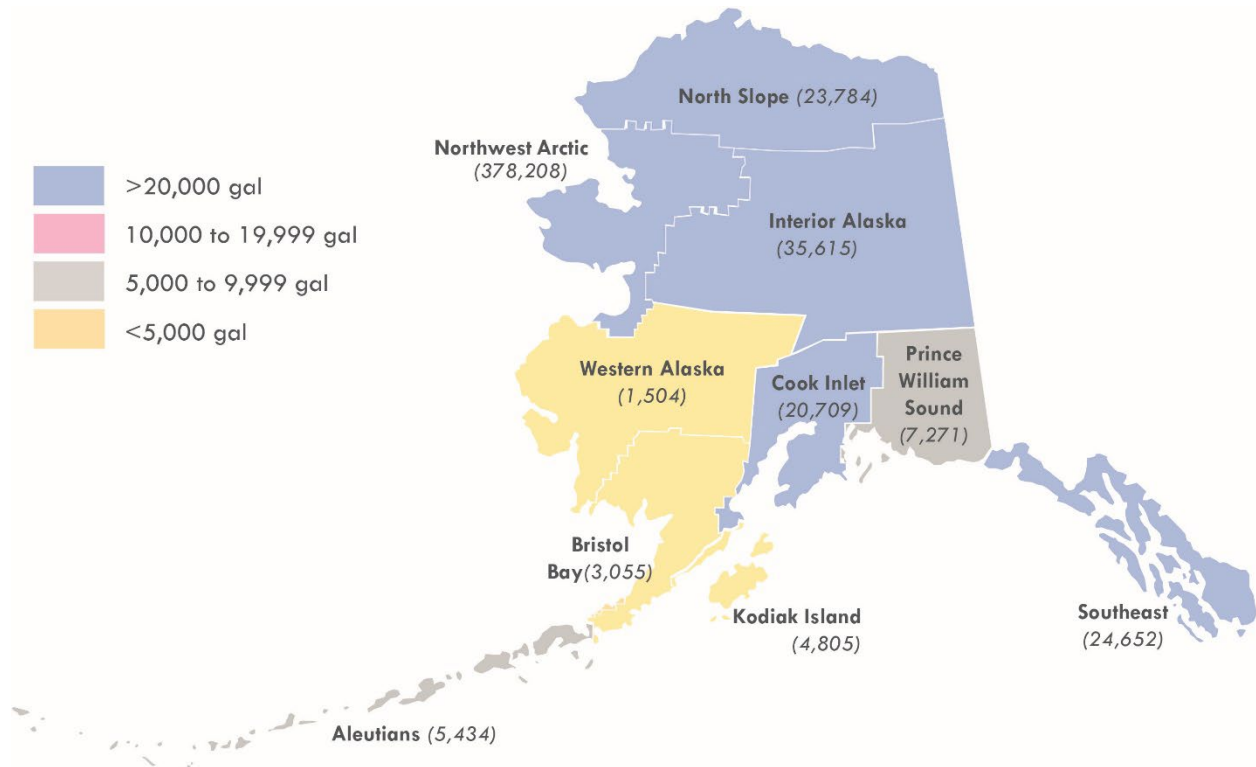 North Slope (23,784)
Northwest Arctic
(378,208)
>20,000 gal
10,000 to 19,999 gal
5,000 to 9,999 gal
<5,000 gal
Interior Alaska
(35,615)
Western Alaska
(1,504)
Cook Inlet
(20,709)
Prince
William
Sound
(7,271)
Bristol
Bay(3,055)
Kodiak Island
(4,805)
Southeast
(24,652)
Aleutians (5,434)